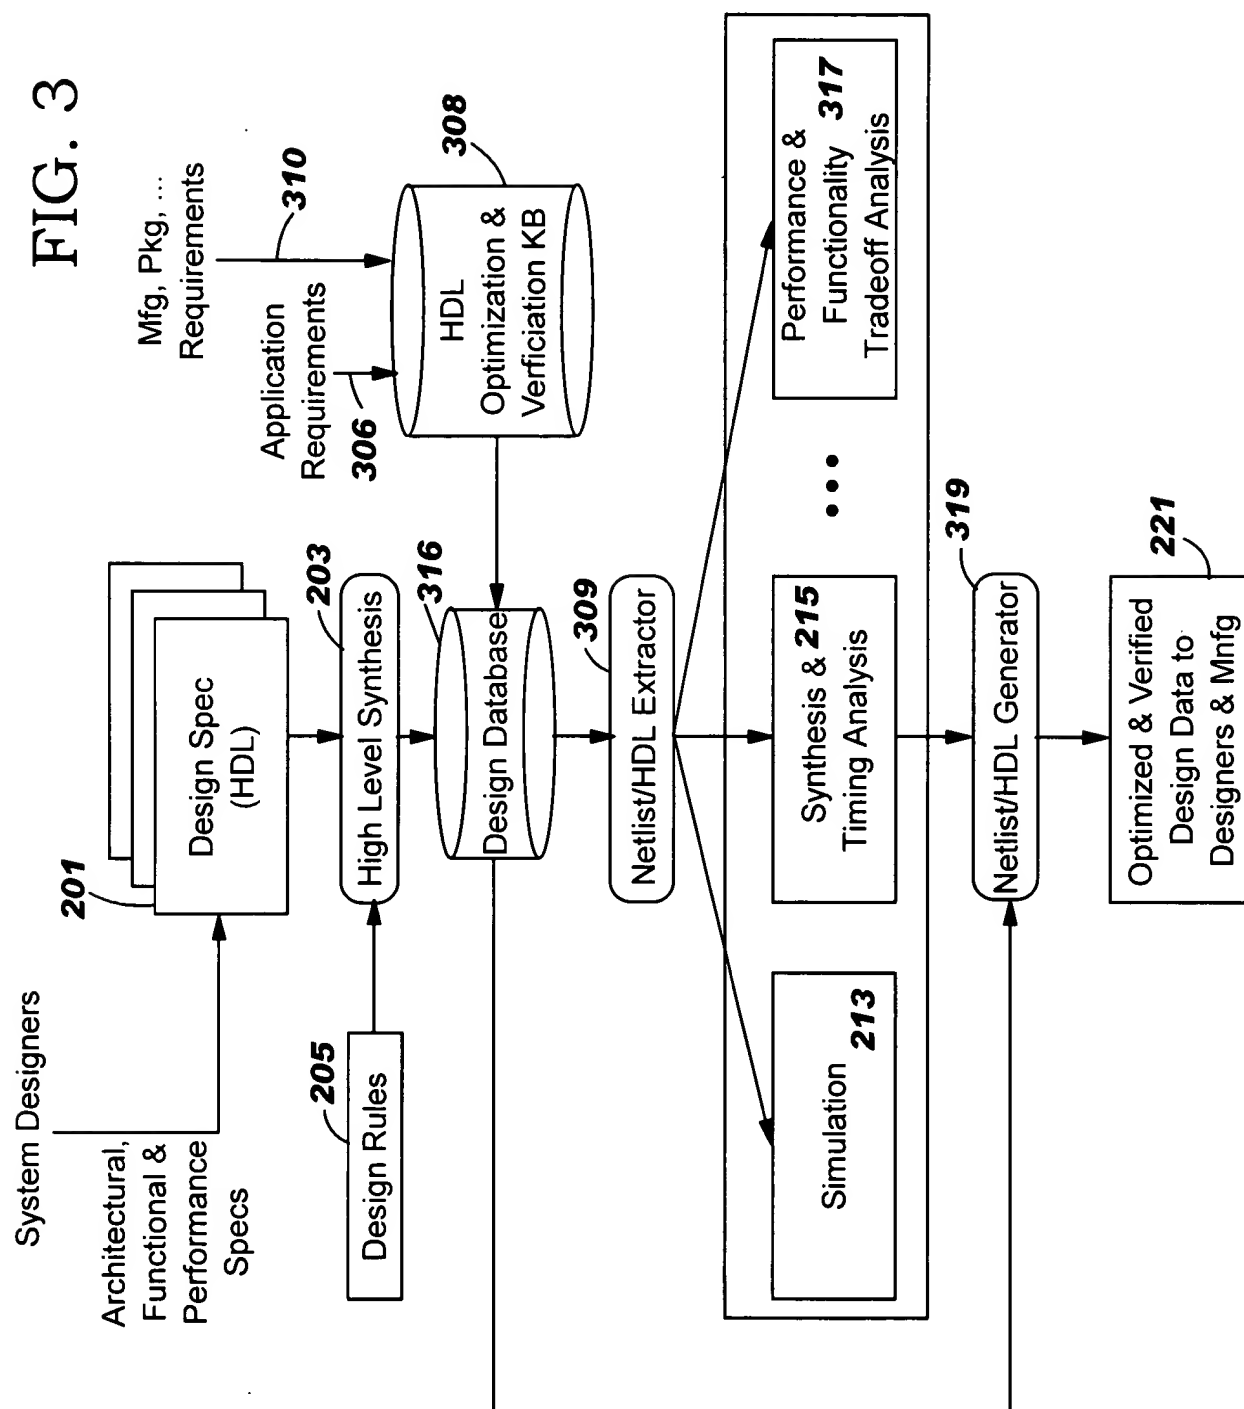 FIG. 3
System Designers
Architectural,
Functional &
Performance
Specs
201
Design Spec
(HDL)
Mfg, Pkg, ...
Requirements
310
Application
Requirements
306
205
Design Rules
203
High Level Synthesis
308
HDL
Optimization &
Verficiation KB
316
Design Database
309
Netlist/HDL Extractor
Simulation
213
Synthesis & 215
Timing Analysis
•••
Performance &
Functionality 317
Tradeoff Analysis
319
Netlist/HDL Generator
221
Optimized & Verified
Design Data to
Designers & Mnfg